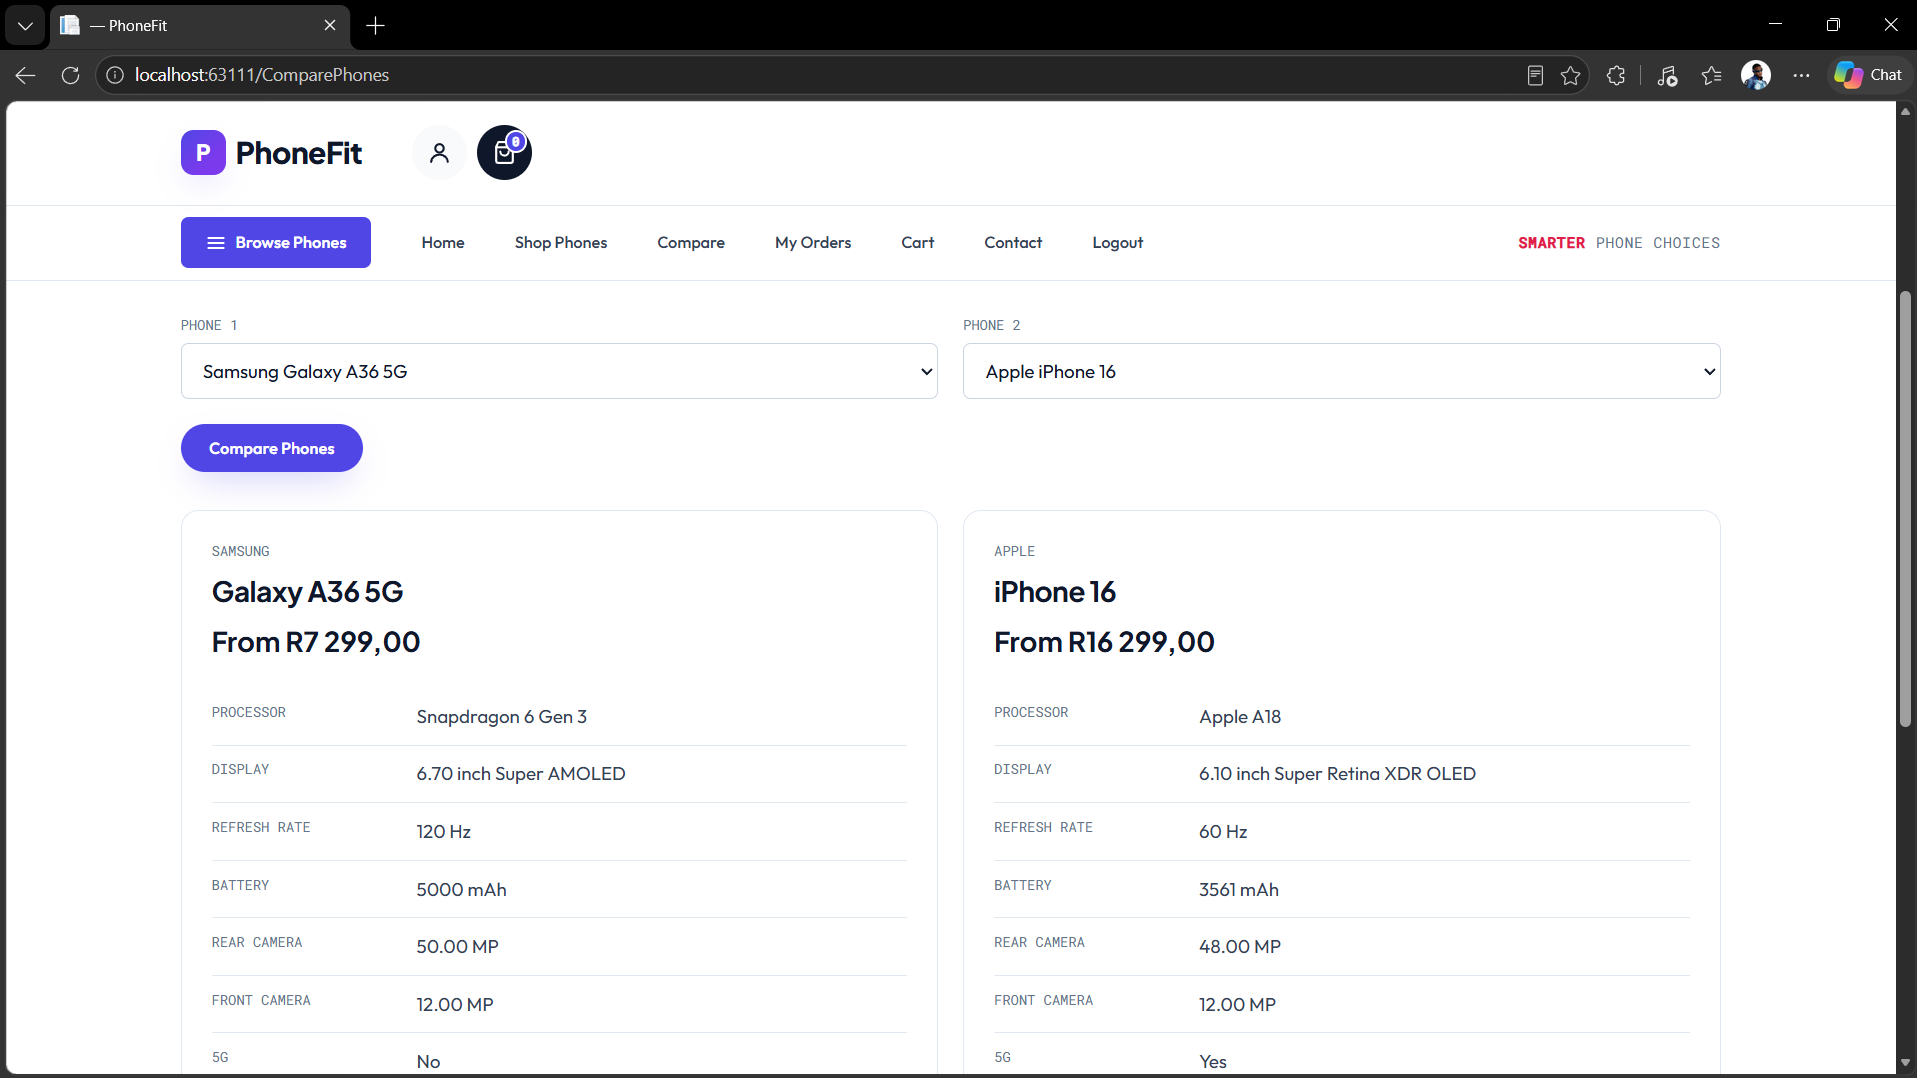 — PhoneFit
localhost:63111/ComparePhones
Chat
P PhoneFit
0
Browse Phones Home Shop Phones Compare My Orders Cart Contact Logout SMARTER PHONE CHOICES
PHONE 1
Samsung Galaxy A36 5G
PHONE 2
Apple iPhone 16
Compare Phones
SAMSUNG
Galaxy A36 5G
From R7 299,00
PROCESSOR Snapdragon 6 Gen 3
DISPLAY 6.70 inch Super AMOLED
REFRESH RATE 120 Hz
BATTERY 5000 mAh
REAR CAMERA 50.00 MP
FRONT CAMERA 12.00 MP
5G No
APPLE
iPhone 16
From R16 299,00
PROCESSOR Apple A18
DISPLAY 6.10 inch Super Retina XDR OLED
REFRESH RATE 60 Hz
BATTERY 3561 mAh
REAR CAMERA 48.00 MP
FRONT CAMERA 12.00 MP
5G Yes